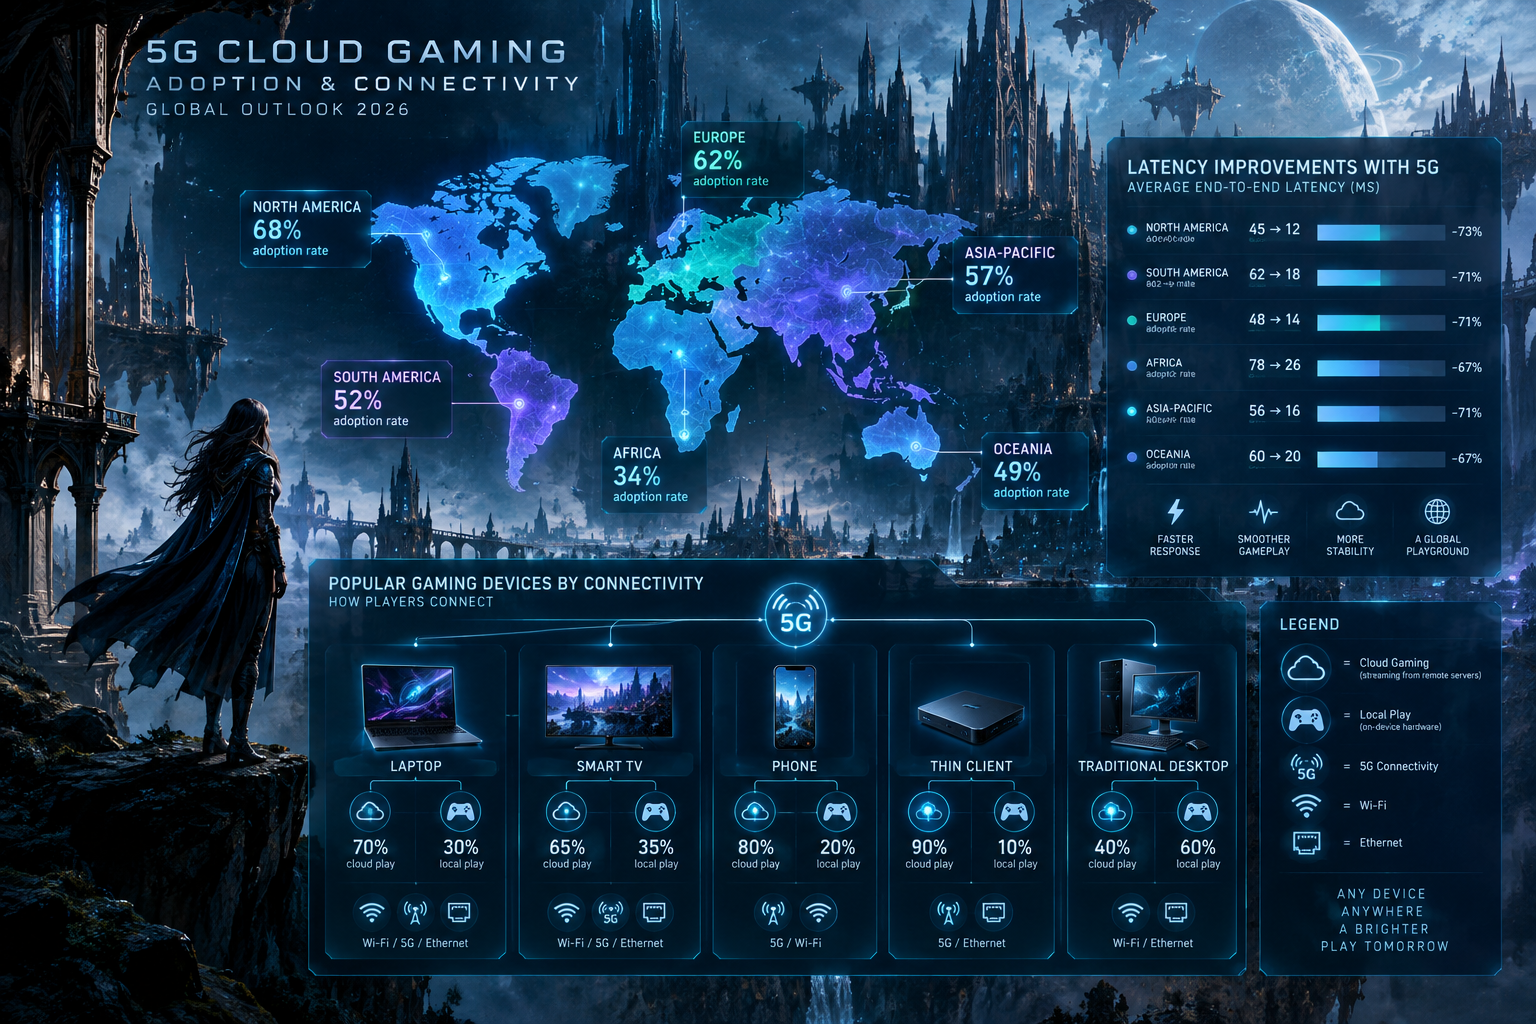 5G CLOUD GAMING
ADOPTION & CONNECTIVITY
GLOBAL OUTLOOK 2026
EUROPE
62%
adoption rate
NORTH AMERICA
68%
adoption rate
ASIA-PACIFIC
57%
adoption rate
SOUTH AMERICA
52%
adoption rate
AFRICA
34%
adoption rate
OCEANIA
49%
adoption rate
LATENCY IMPROVEMENTS WITH 5G
AVERAGE END-TO-END LATENCY (MS)
NORTH AMERICA 45 → 12 -73%
SOUTH AMERICA 62 → 18 -71%
EUROPE 48 → 14 -71%
rate
AFRICA 78 → 26 -67%
rate
ASIA-PACIFIC 56 → 16 -71%
OCEANIA 60 → 20 -67%
FASTER
RESPONSE
SMOOTHER
GAMEPLAY
MORE
STABILITY
A GLOBAL
PLAYGROUND
POPULAR GAMING DEVICES BY CONNECTIVITY
HOW PLAYERS CONNECT
5G
LAPTOP
70% 30%
cloud play local play
Wi-Fi / 5G / Ethernet
SMART TV
65% 35%
cloud play local play
5G
Wi-Fi / 5G / Ethernet
PHONE
80% 20%
cloud play local play
5G / Wi-Fi
THIN CLIENT
90% 10%
cloud play local play
5G / Ethernet
TRADITIONAL DESKTOP
40% 60%
cloud play local play
Wi-Fi / Ethernet
LEGEND
= Cloud Gaming
(streaming from remote servers)
= Local Play
(on-device hardware)
5G = 5G Connectivity
= Wi-Fi
= Ethernet
ANY DEVICE
ANYWHERE
A BRIGHTER
PLAY TOMORROW